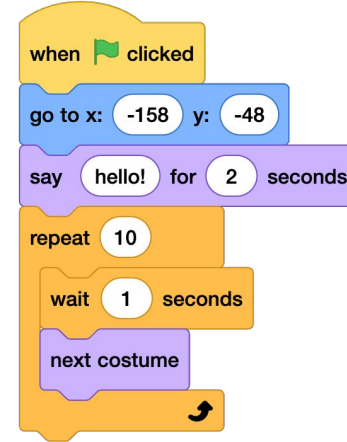 when clicked
go to x: -158 y: -48
say hello! for 2 seconds
repeat 10
wait 1 seconds
next costume